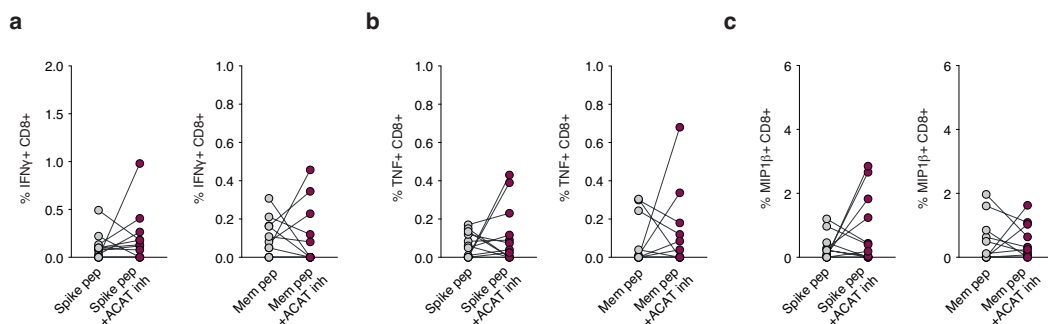 a
b
c
% IFNγ+ CD8+
2.0
1.5
1.0
0.5
0.0
Spike pep
Spike pep
+ACAT inh
% IFNγ+ CD8+
1.0
0.8
0.6
0.4
0.2
0.0
Mem pep
Mem pep
+ACAT inh
% TNF+ CD8+
1.0
0.8
0.6
0.4
0.2
0.0
Spike pep
Spike pep
+ACAT inh
% TNF+ CD8+
1.0
0.8
0.6
0.4
0.2
0.0
Mem pep
Mem pep
+ACAT inh
% MIP1β+ CD8+
6
4
2
0
Spike pep
Spike pep
+ACAT inh
% MIP1β+ CD8+
6
4
2
0
Mem pep
Mem pep
+ACAT inh